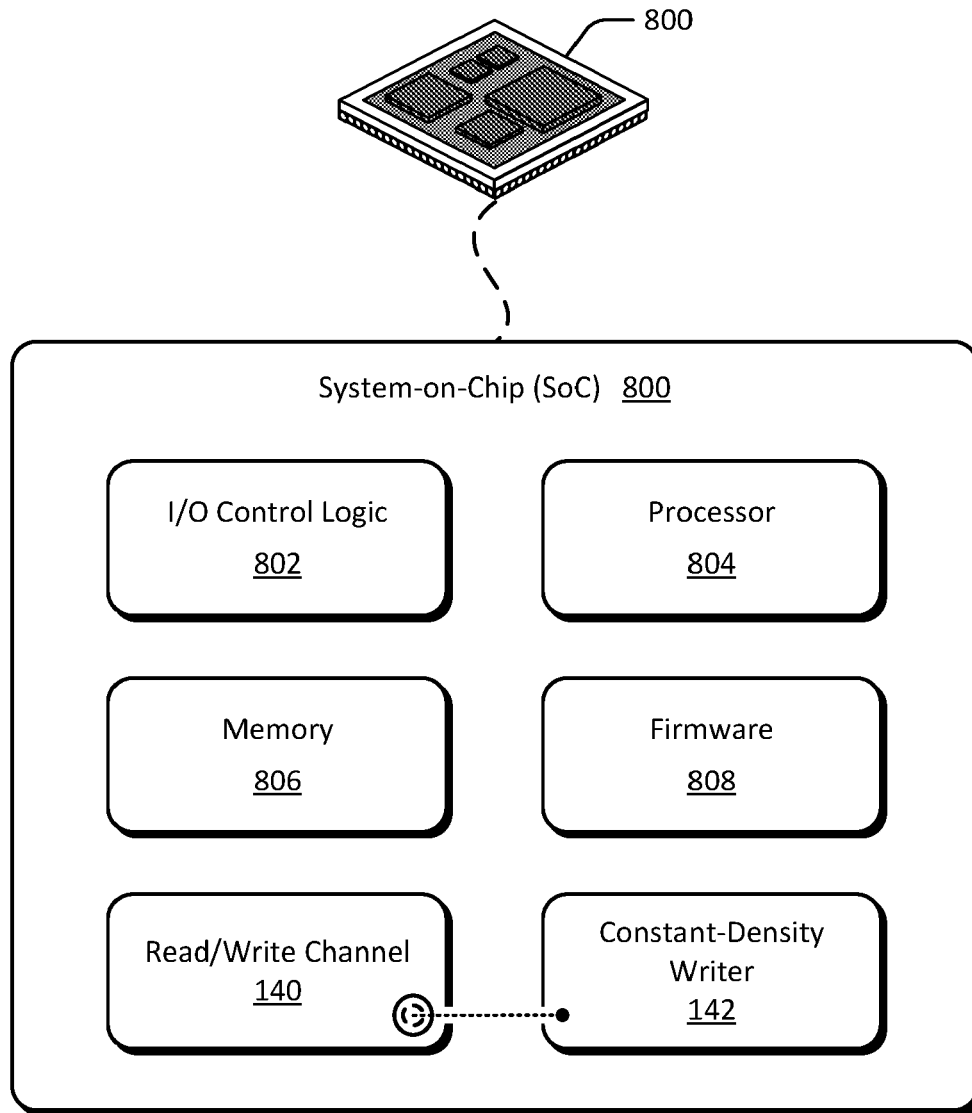 800
System-on-Chip (SoC) 800
I/O Control Logic
802
Processor
804
Memory
806
Firmware
808
Read/Write Channel
140
Constant-Density
Writer
142